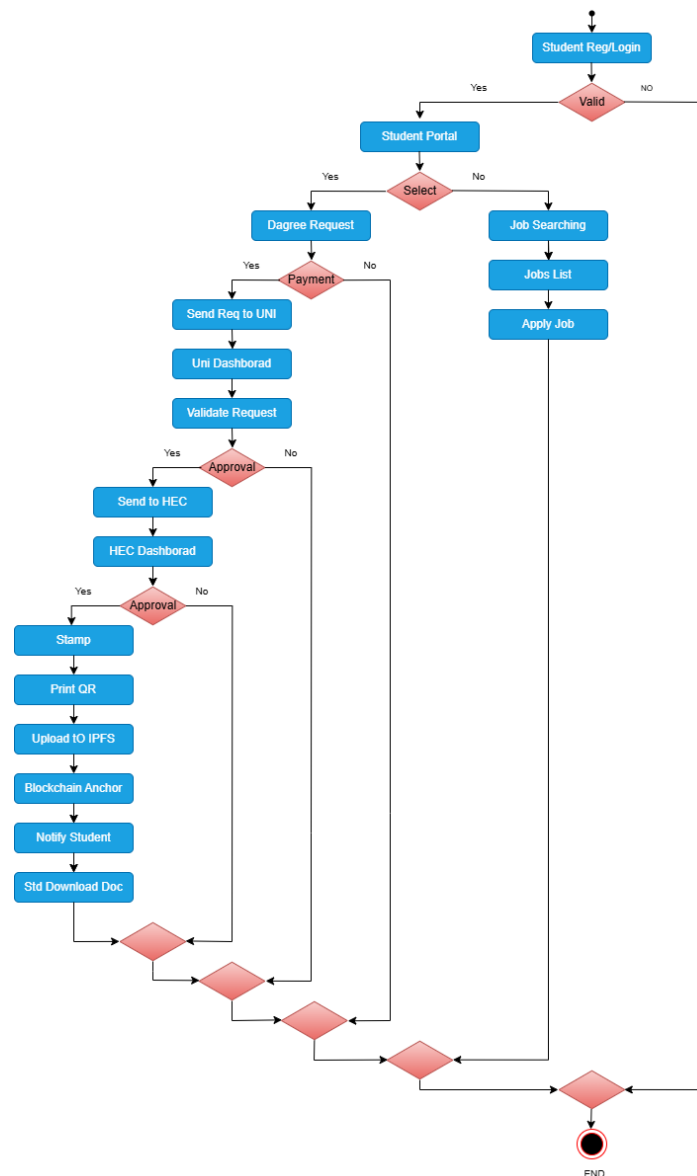 Student Reg/Login
Yes
Valid
NO
Student Portal
Yes
Select
No
Dagree Request
Job Searching
Yes
Payment
No
Jobs List
Send Req to UNI
Apply Job
Uni Dashborad
Validate Request
Yes
Approval
No
Send to HEC
HEC Dashborad
Yes
Approval
No
Stamp
Print QR
Upload tO IPFS
Blockchain Anchor
Notify Student
Std Download Doc
END